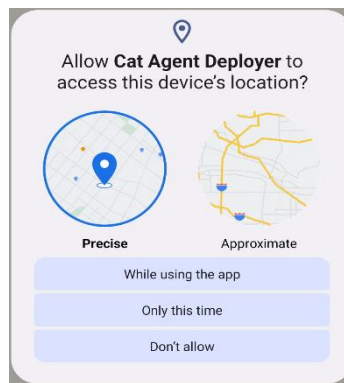 Allow Cat Agent Deployer to
access this device's location?
Precise
Approximate
While using the app
Only this time
Don't allow